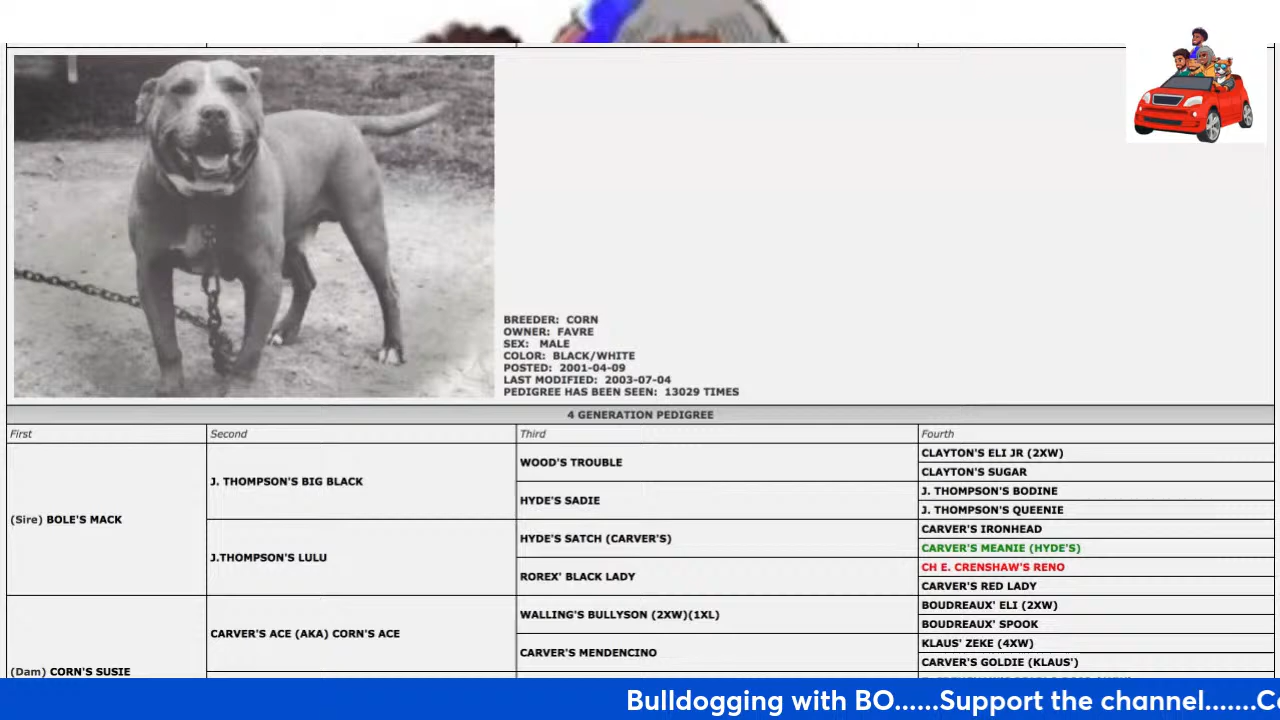 BREEDER: CORN
OWNER: FAVRE
SEX: MALE
COLOR: BLACK/WHITE
POSTED: 2001-04-09
LAST MODIFIED: 2003-07-04
PEDIGREE HAS BEEN SEEN: 13029 TIMES
4 GENERATION PEDIGREE
First Second Third Fourth
CLAYTON'S ELI JR (2XW)
WOOD'S TROUBLE
CLAYTON'S SUGAR
J. THOMPSON'S BIG BLACK
J. THOMPSON'S BODINE
HYDE'S SADIE
J. THOMPSON'S QUEENIE
(Sire) BOLE'S MACK
CARVER'S IRONHEAD
HYDE'S SATCH (CARVER'S)
CARVER'S MEANIE (HYDE'S)
J.THOMPSON'S LULU
CH E. CRENSHAW'S RENO
ROREX' BLACK LADY
CARVER'S RED LADY
BOUDREAUX' ELI (2XW)
WALLING'S BULLYSON (2XW)(1XL)
BOUDREAUX' SPOOK
CARVER'S ACE (AKA) CORN'S ACE
KLAUS' ZEKE (4XW)
CARVER'S MENDENCINO
CARVER'S GOLDIE (KLAUS')
(Dam) CORN'S SUSIE
Bulldogging with BO......Support the channel.......C